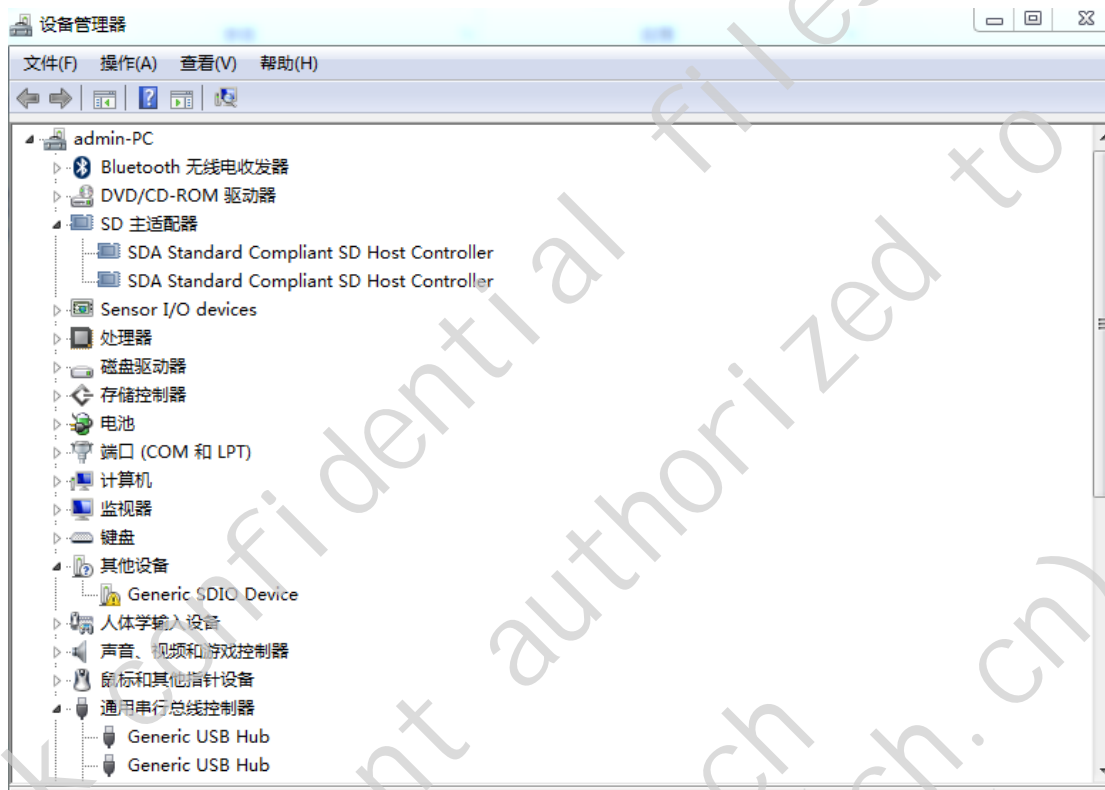 设备管理器
文件(F) 操作(A) 查看(V) 帮助(H)
admin-PC
Bluetooth 无线电收发器
DVD/CD-ROM 驱动器
SD 主适配器
SDA Standard Compliant SD Host Controller
SDA Standard Compliant SD Host Controller
Sensor I/O devices
处理器
磁盘驱动器
存储控制器
电池
端口 (COM 和 LPT)
计算机
监视器
键盘
其他设备
Generic SDIO Device
人体学输入设备
声音、视频和游戏控制器
鼠标和其他指针设备
通用串行总线控制器
Generic USB Hub
Generic USB Hub
k confidential files
nt authorized to
ch
ch.cn)